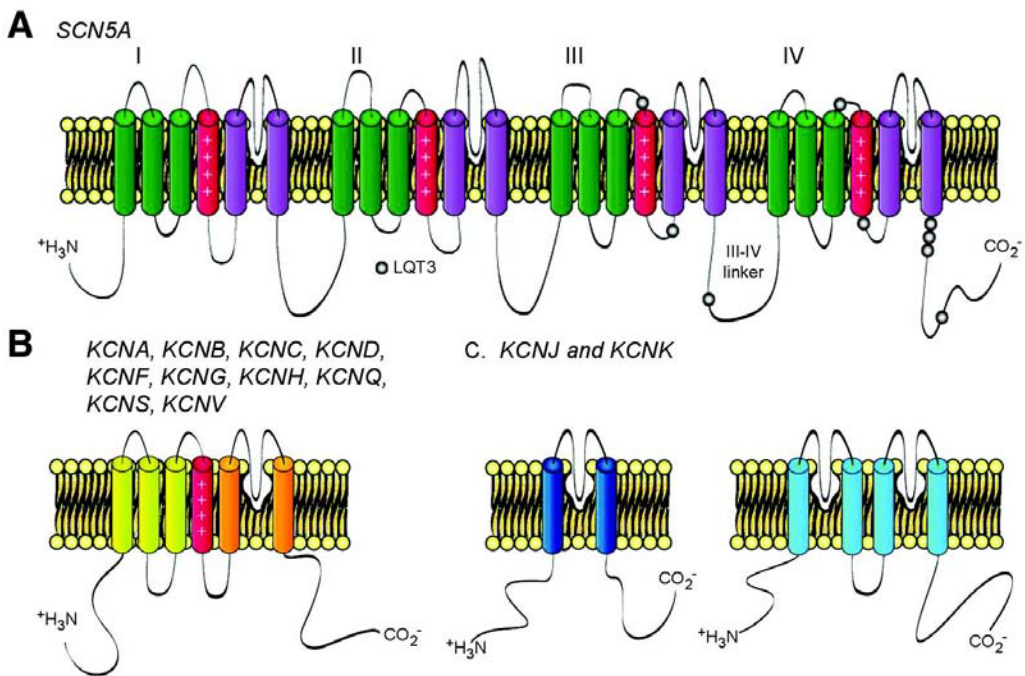 A SCN5A
I II III IV
+ + + +
+ + + +
+ + + +
+ + + +
⁺H₃N
LQT3
III-IV
linker
CO₂⁻
B
KCNA, KCNB, KCNC, KCND,
KCNF, KCNG, KCNH, KCNQ,
KCNS, KCNV
C. KCNJ and KCNK
+ + + +
⁺H₃N
CO₂⁻
⁺H₃N
CO₂⁻
⁺H₃N
CO₂⁻